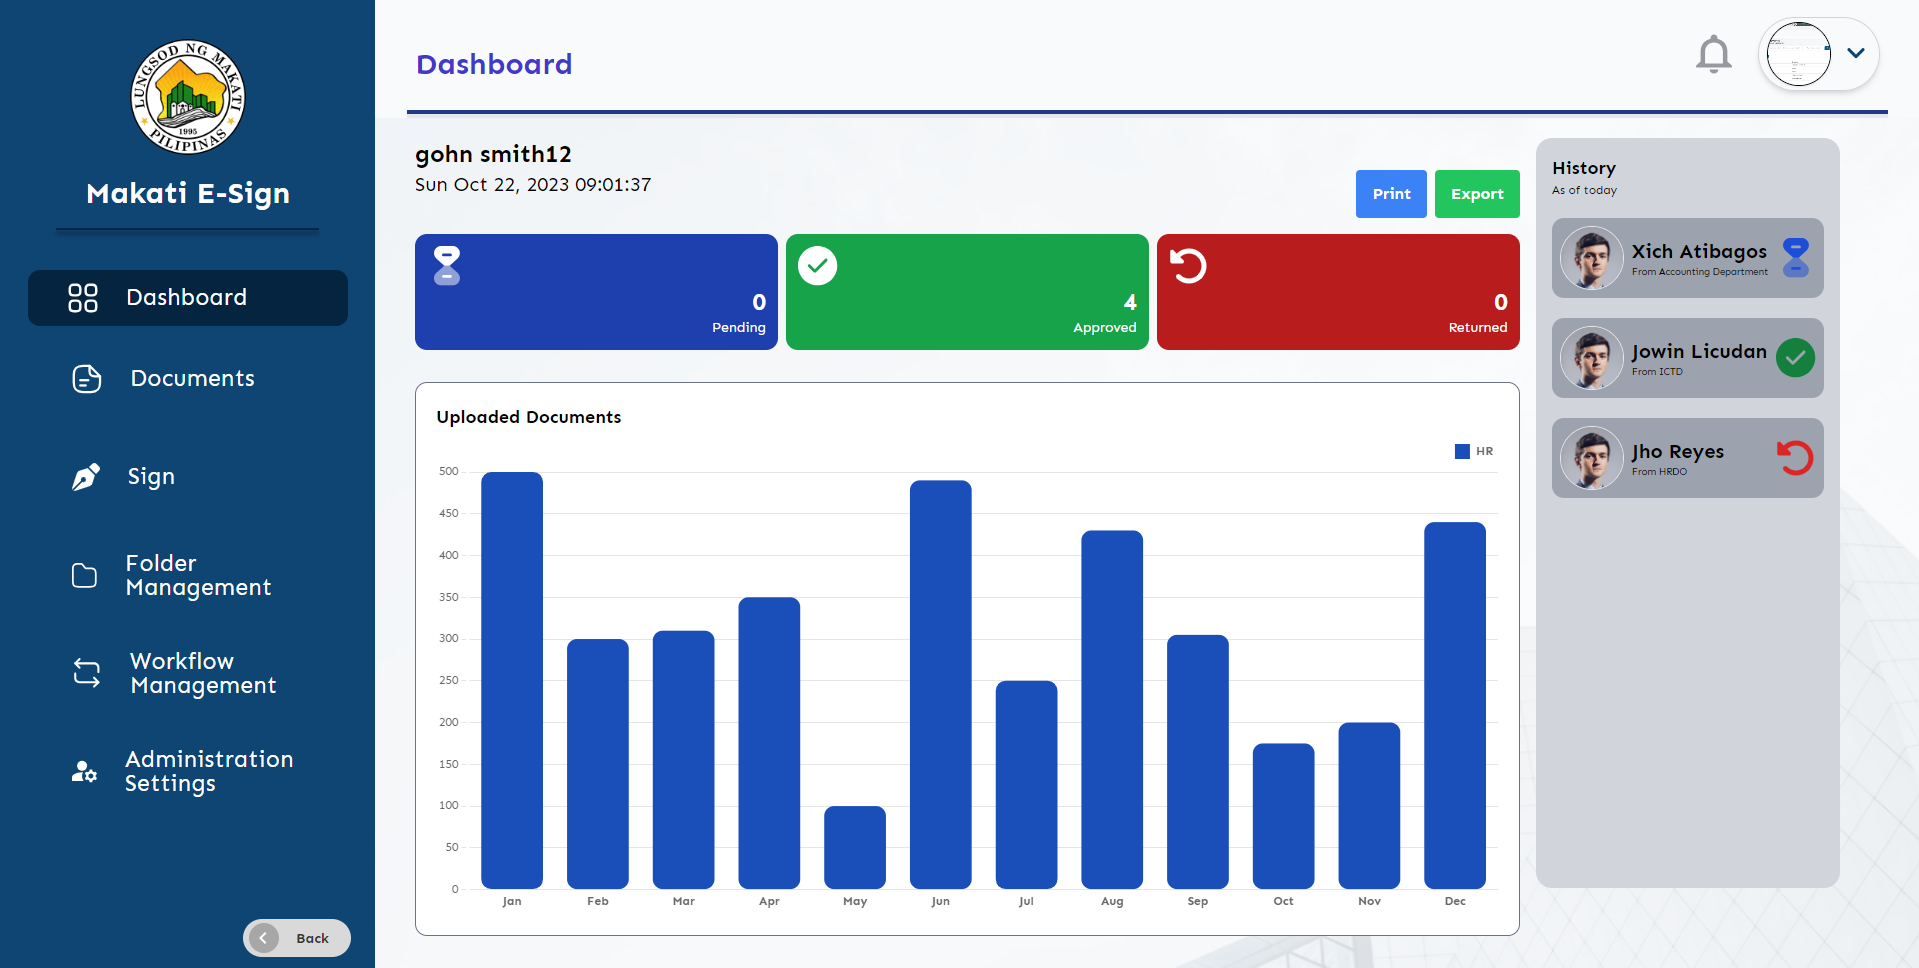 LUNGSOD NG MAKATI
PILIPINAS
1995
Makati E-Sign
Dashboard
Documents
Sign
Folder
Management
Workflow
Management
Administration
Settings
Back
Dashboard
gohn smith12
Sun Oct 22, 2023 09:01:37
Print
Export
0
Pending
4
Approved
0
Returned
Uploaded Documents
HR
500
450
400
350
300
250
200
150
100
50
0
Jan Feb Mar Apr May Jun Jul Aug Sep Oct Nov Dec
History
As of today
Xich Atibagos
From Accounting Department
Jowin Licudan
From ICTD
Jho Reyes
From HRDO